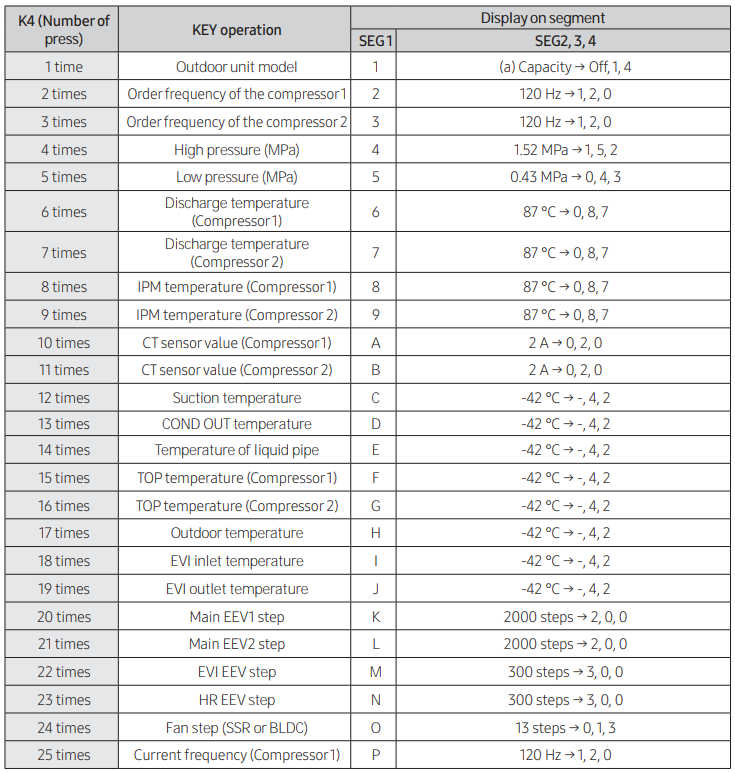 K4 (Number of press) KEY operation Display on segment
SEG 1 SEG2, 3, 4
1 time Outdoor unit model 1 (a) Capacity → Off, 1, 4
2 times Order frequency of the compressor 1 2 120 Hz → 1, 2, 0
3 times Order frequency of the compressor 2 3 120 Hz → 1, 2, 0
4 times High pressure (MPa) 4 1.52 MPa → 1, 5, 2
5 times Low pressure (MPa) 5 0.43 MPa → 0, 4, 3
6 times Discharge temperature (Compressor 1) 6 87 °C → 0, 8, 7
7 times Discharge temperature (Compressor 2) 7 87 °C → 0, 8, 7
8 times IPM temperature (Compressor 1) 8 87 °C → 0, 8, 7
9 times IPM temperature (Compressor 2) 9 87 °C → 0, 8, 7
10 times CT sensor value (Compressor 1) A 2 A → 0, 2, 0
11 times CT sensor value (Compressor 2) B 2 A → 0, 2, 0
12 times Suction temperature C -42 °C → -, 4, 2
13 times COND OUT temperature D -42 °C → -, 4, 2
14 times Temperature of liquid pipe E -42 °C → -, 4, 2
15 times TOP temperature (Compressor 1) F -42 °C → -, 4, 2
16 times TOP temperature (Compressor 2) G -42 °C → -, 4, 2
17 times Outdoor temperature H -42 °C → -, 4, 2
18 times EVI inlet temperature I -42 °C → -, 4, 2
19 times EVI outlet temperature J -42 °C → -, 4, 2
20 times Main EEV1 step K 2000 steps → 2, 0, 0
21 times Main EEV2 step L 2000 steps → 2, 0, 0
22 times EVI EEV step M 300 steps → 3, 0, 0
23 times HR EEV step N 300 steps → 3, 0, 0
24 times Fan step (SSR or BLDC) O 13 steps → 0, 1, 3
25 times Current frequency (Compressor 1) P 120 Hz → 1, 2, 0